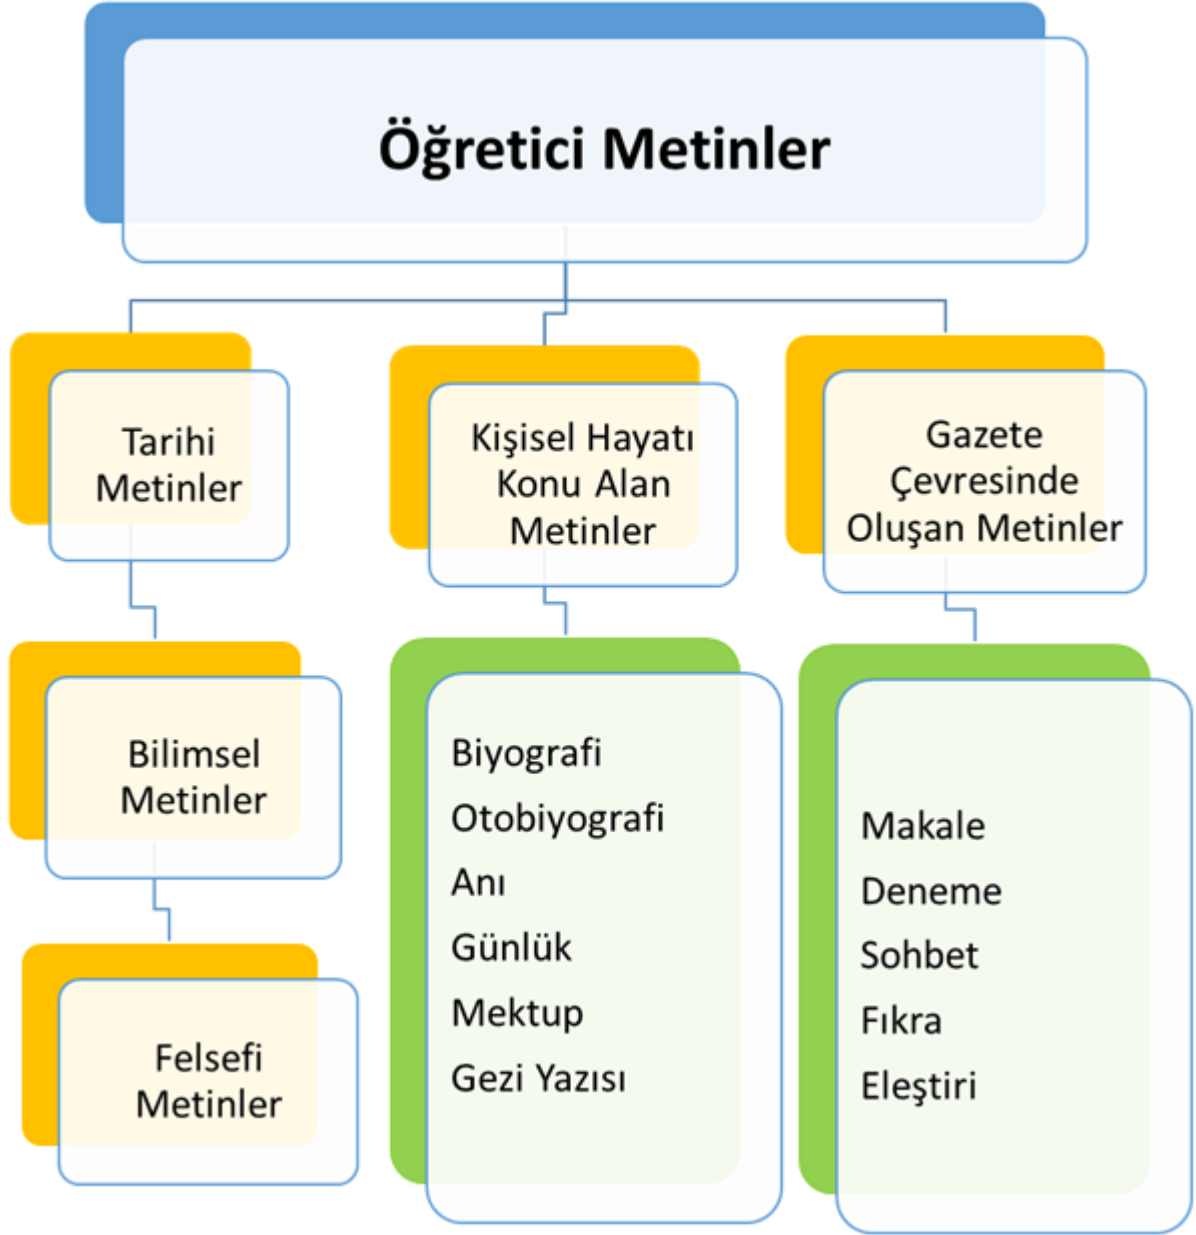 Öğretici Metinler
Tarihi
Metinler
Kişisel Hayatı
Konu Alan
Metinler
Gazete
Çevresinde
Oluşan Metinler
Bilimsel
Metinler
Felsefi
Metinler
Biyografi
Otobiyografi
Anı
Günlük
Mektup
Gezi Yazısı
Makale
Deneme
Sohbet
Fıkra
Eleştiri